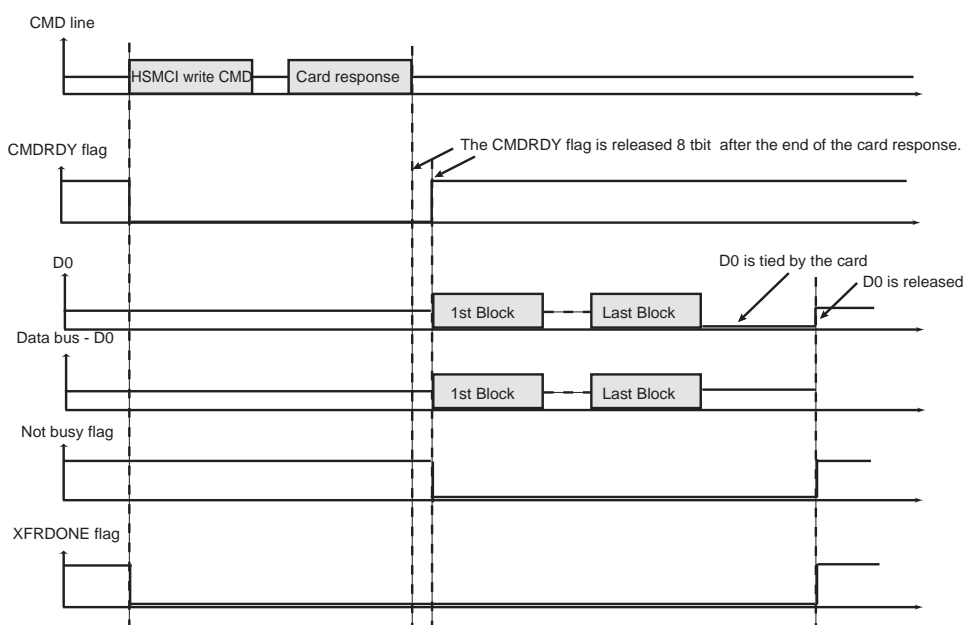 CMD line
HSMCI write CMD
Card response
The CMDRDY flag is released 8 tbit after the end of the card response.
CMDRDY flag
D0
D0 is tied by the card
D0 is released
1st Block
Last Block
Data bus - D0
1st Block
Last Block
Not busy flag
XFRDONE flag